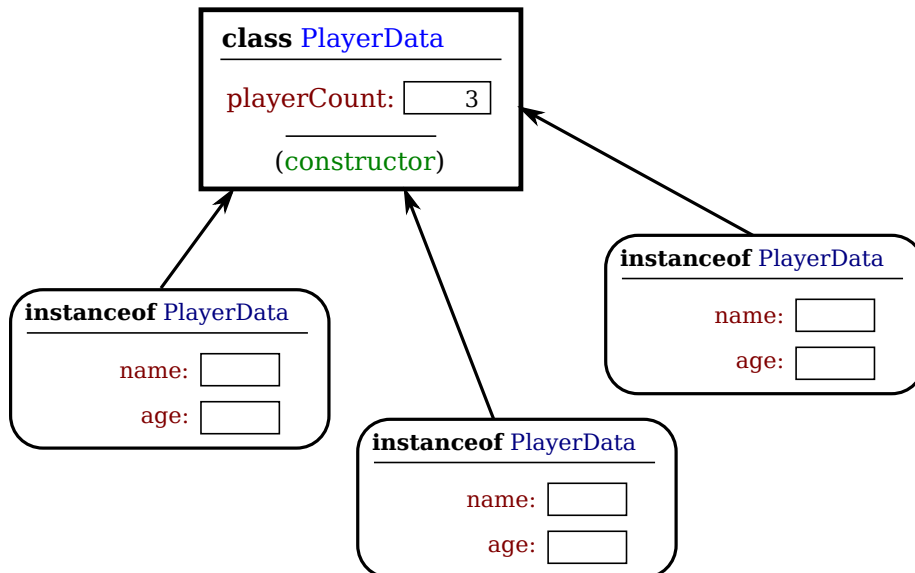 class PlayerData
playerCount: 3
(constructor)
instanceof PlayerData
name:
age:
instanceof PlayerData
name:
age:
instanceof PlayerData
name:
age: